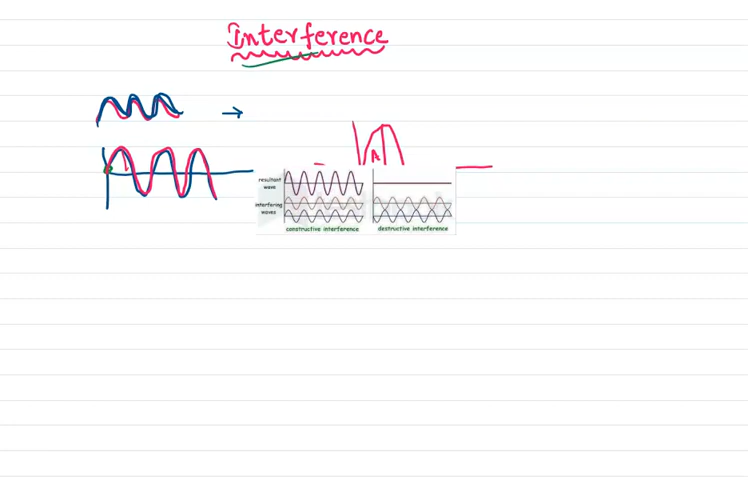 Interference
A
resultant
wave
interfering
waves
constructive interference
destructive interference